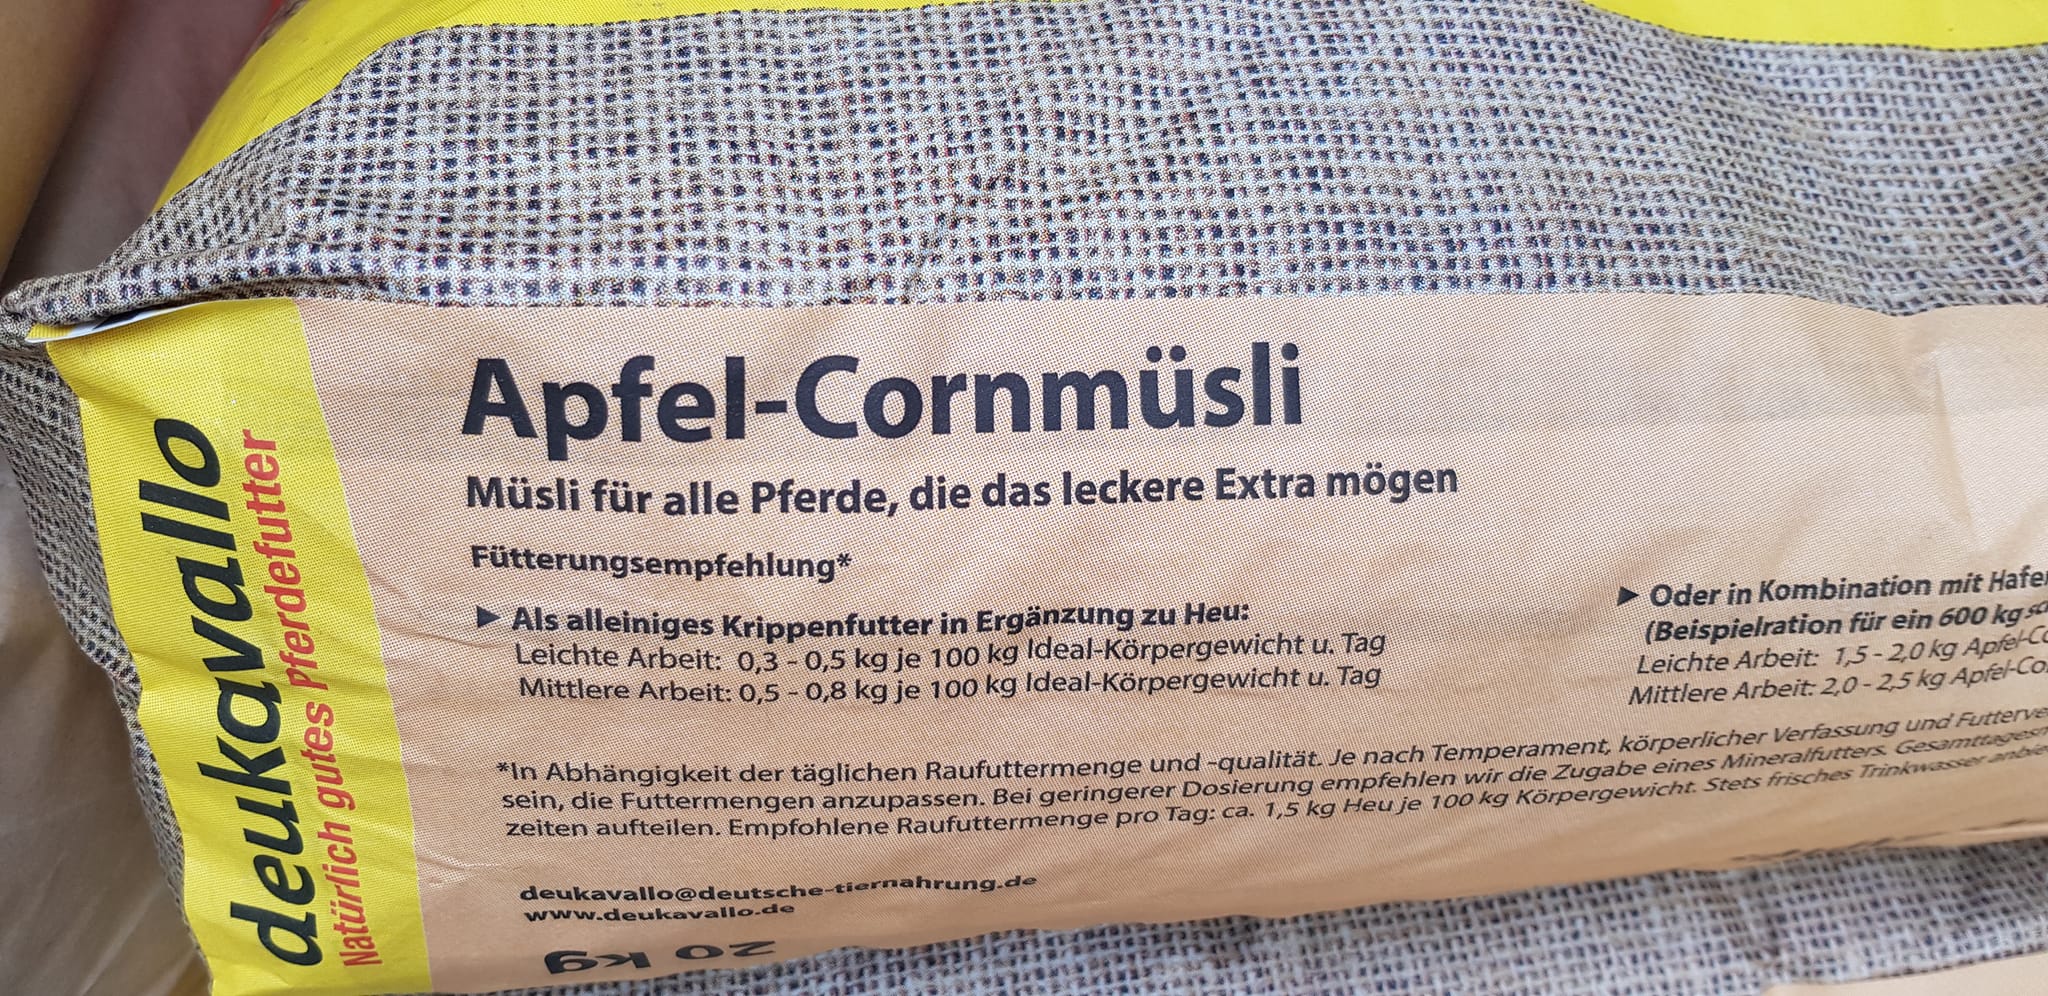 deukavallo
Natürlich gutes Pferdefutter
Apfel-Cornmüsli
Müsli für alle Pferde, die das leckere Extra mögen
Fütterungsempfehlung*
► Als alleiniges Krippenfutter in Ergänzung zu Heu:
Leichte Arbeit: 0,3 - 0,5 kg je 100 kg Ideal-Körpergewicht u. Tag
Mittlere Arbeit: 0,5 - 0,8 kg je 100 kg Ideal-Körpergewicht u. Tag
► Oder in Kombination mit
(Beispielration für ein 600 kg
Leichte Arbeit: 1,5 - 2,0 kg
Mittlere Arbeit: 2,0 - 2,5 kg
*In Abhängigkeit der täglichen Raufuttermenge und -qualität. Je nach Temperament, körperlicher Verfassung und
sein, die Futtermengen anzupassen. Bei geringerer Dosierung empfehlen wir die Zugabe eines Mineralfutters.
zeiten aufteilen. Empfohlene Raufuttermenge pro Tag: ca. 1,5 kg Heu je 100 kg Körpergewicht. Stets frisches Trinkwasser
deukavallo@deutsche-tiernahrung.de
www.deukavallo.de
20 kg